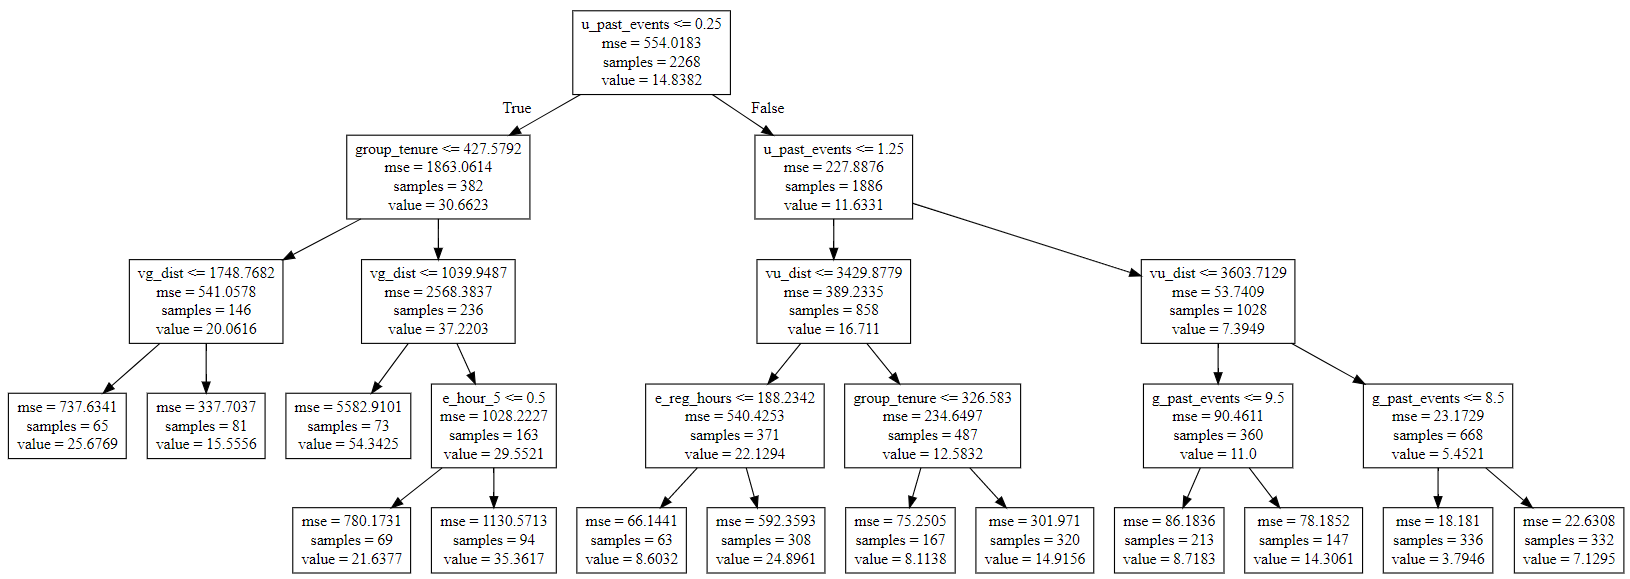 u_past_events <= 0.25
mse = 554.0183
samples = 2268
value = 14.8382
True
False
group_tenure <= 427.5792
mse = 1863.0614
samples = 382
value = 30.6623
u_past_events <= 1.25
mse = 227.8876
samples = 1886
value = 11.6331
vg_dist <= 1748.7682
mse = 541.0578
samples = 146
value = 20.0616
vg_dist <= 1039.9487
mse = 2568.3837
samples = 236
value = 37.2203
vu_dist <= 3429.8779
mse = 389.2335
samples = 858
value = 16.711
vu_dist <= 3603.7129
mse = 53.7409
samples = 1028
value = 7.3949
mse = 737.6341
samples = 65
value = 25.6769
mse = 337.7037
samples = 81
value = 15.5556
mse = 5582.9101
samples = 73
value = 54.3425
e_hour_5 <= 0.5
mse = 1028.2227
samples = 163
value = 29.5521
e_reg_hours <= 188.2342
mse = 540.4253
samples = 371
value = 22.1294
group_tenure <= 326.583
mse = 234.6497
samples = 487
value = 12.5832
g_past_events <= 9.5
mse = 90.4611
samples = 360
value = 11.0
g_past_events <= 8.5
mse = 23.1729
samples = 668
value = 5.4521
mse = 780.1731
samples = 69
value = 21.6377
mse = 1130.5713
samples = 94
value = 35.3617
mse = 66.1441
samples = 63
value = 8.6032
mse = 592.3593
samples = 308
value = 24.8961
mse = 75.2505
samples = 167
value = 8.1138
mse = 301.971
samples = 320
value = 14.9156
mse = 86.1836
samples = 213
value = 8.7183
mse = 78.1852
samples = 147
value = 14.3061
mse = 18.181
samples = 336
value = 3.7946
mse = 22.6308
samples = 332
value = 7.1295